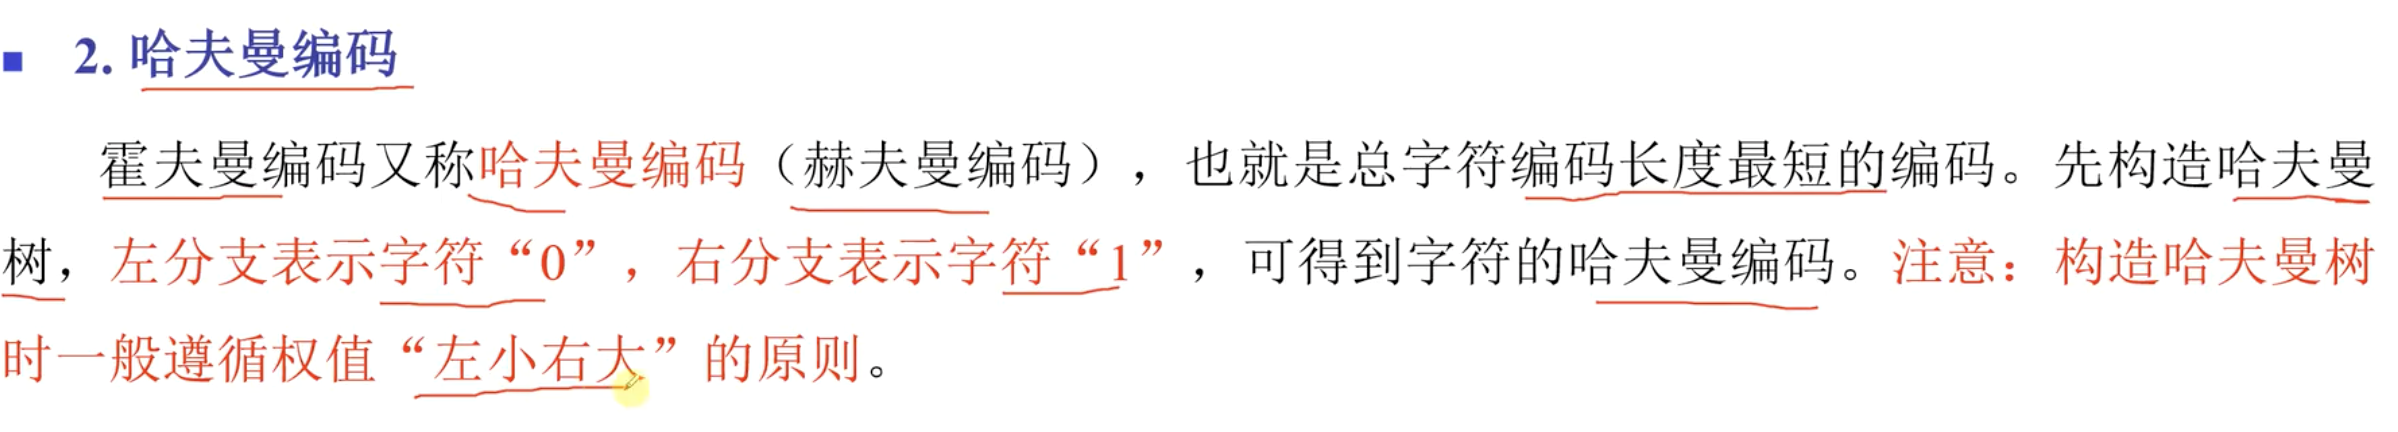 2. 哈夫曼编码
霍夫曼编码又称哈夫曼编码（赫夫曼编码），也就是总字符编码长度最短的编码。先构造哈夫曼
树，左分支表示字符“0”，右分支表示字符“1”，可得到字符的哈夫曼编码。注意：构造哈夫曼树
时一般遵循权值“左小右大”的原则。